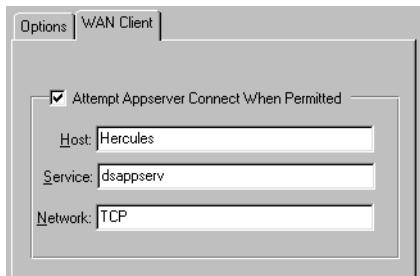 Options WAN Client
Attempt Appserver Connect When Permitted
Host: Hercules
Service: dsappserv
Network: TCP